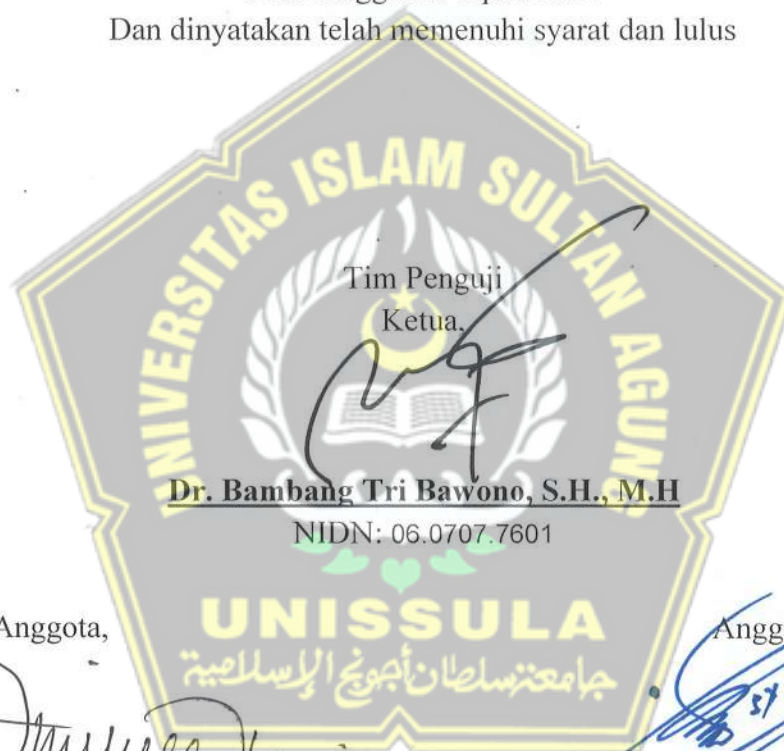 Dan dinyatakan telah memenuhi syarat dan lulus
UNIVERSITAS ISLAM SULTAN AGUNG
Tim Penguji
Ketua,
Dr. Bambang Tri Bawono, S.H., M.H
NIDN: 06.0707.7601
Anggota,
UNISSULA
جامعة سلطان أجونج الإسلامية